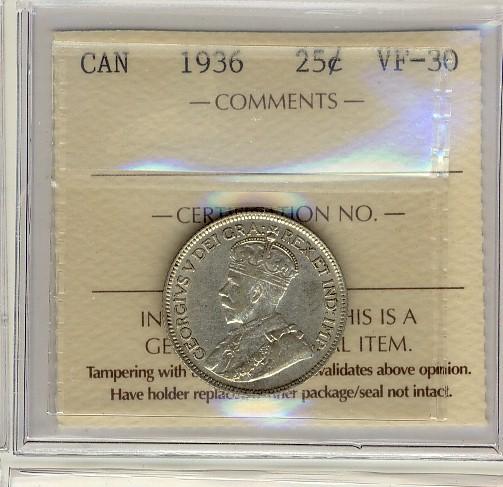 CAN 1936 25¢ VF-30
— COMMENTS —
— CER ION NO. —
GEORGIVS V DEI GRA: REX ET IND:IMP:
IN HIS IS A
GE L ITEM.
Tampering with validates above opinion.
Have holder replac package/seal not intact.